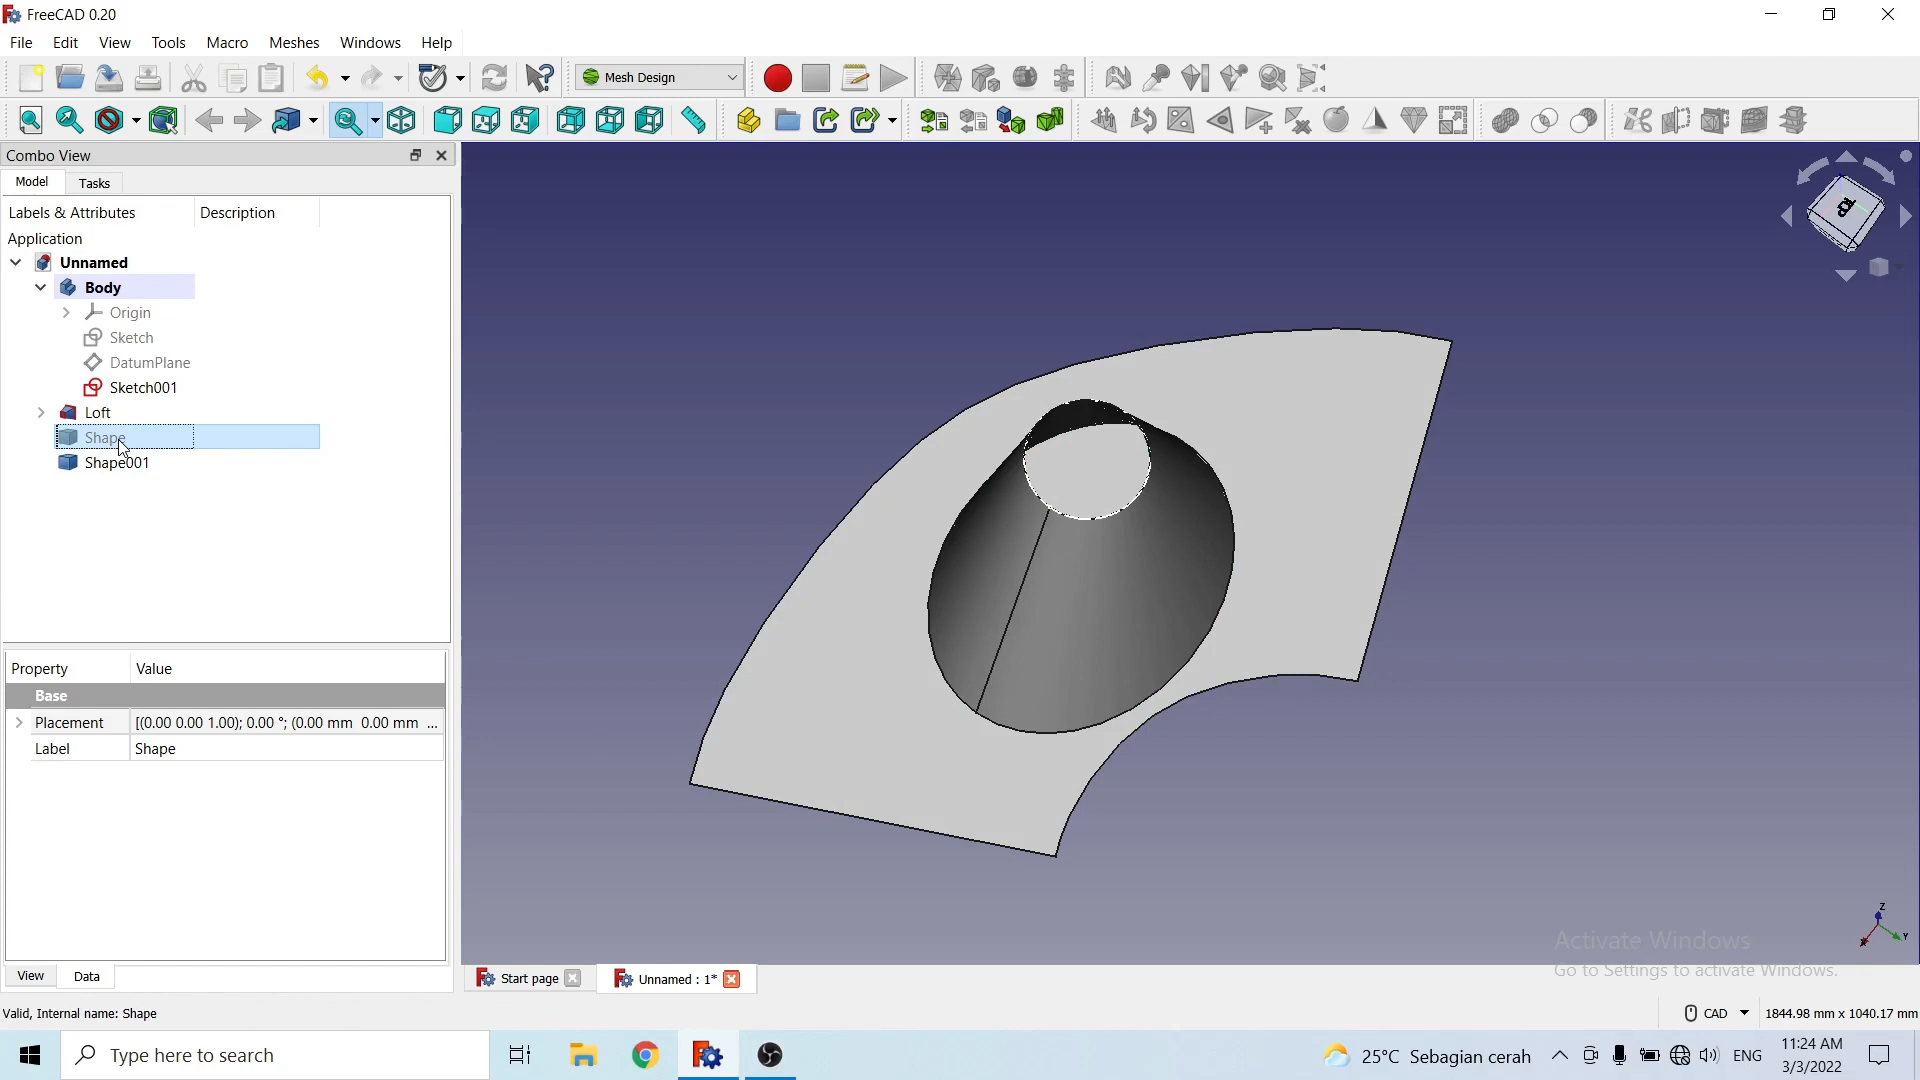 FreeCAD 0.20
File Edit View Tools Macro Meshes Windows Help
Mesh Design
Combo View
Model Tasks
Labels & Attributes Description
Application
Unnamed
Body
Origin
Sketch
DatumPlane
Sketch001
Loft
Shape
Shape001
Property Value
Base
Placement [(0.00 0.00 1.00); 0.00 °; (0.00 mm 0.00 mm ...
Label Shape
View Data
Start page Unnamed : 1*
Activate Windows
Go to Settings to activate Windows.
Valid, Internal name: Shape
CAD 1844.98 mm x 1040.17 mm
Type here to search
25°C Sebagian cerah
ENG
11:24 AM
3/3/2022
Z
Y
X